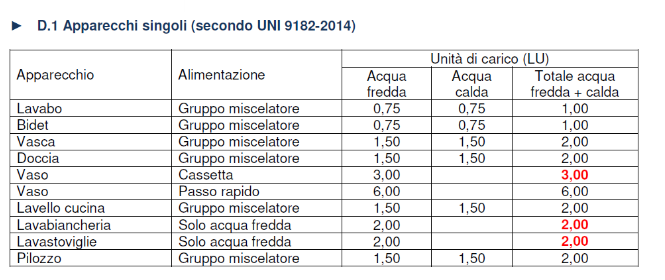 ► D.1 Apparecchi singoli (secondo UNI 9182-2014)
Unità di carico (LU)
Apparecchio Alimentazione Acqua fredda Acqua calda Totale acqua fredda + calda
Lavabo Gruppo miscelatore 0,75 0,75 1,00
Bidet Gruppo miscelatore 0,75 0,75 1,00
Vasca Gruppo miscelatore 1,50 1,50 2,00
Doccia Gruppo miscelatore 1,50 1,50 2,00
Vaso Cassetta 3,00 3,00
Vaso Passo rapido 6,00 6,00
Lavello cucina Gruppo miscelatore 1,50 1,50 2,00
Lavabiancheria Solo acqua fredda 2,00 2,00
Lavastoviglie Solo acqua fredda 2,00 2,00
Pilozzo Gruppo miscelatore 1,50 1,50 2,00